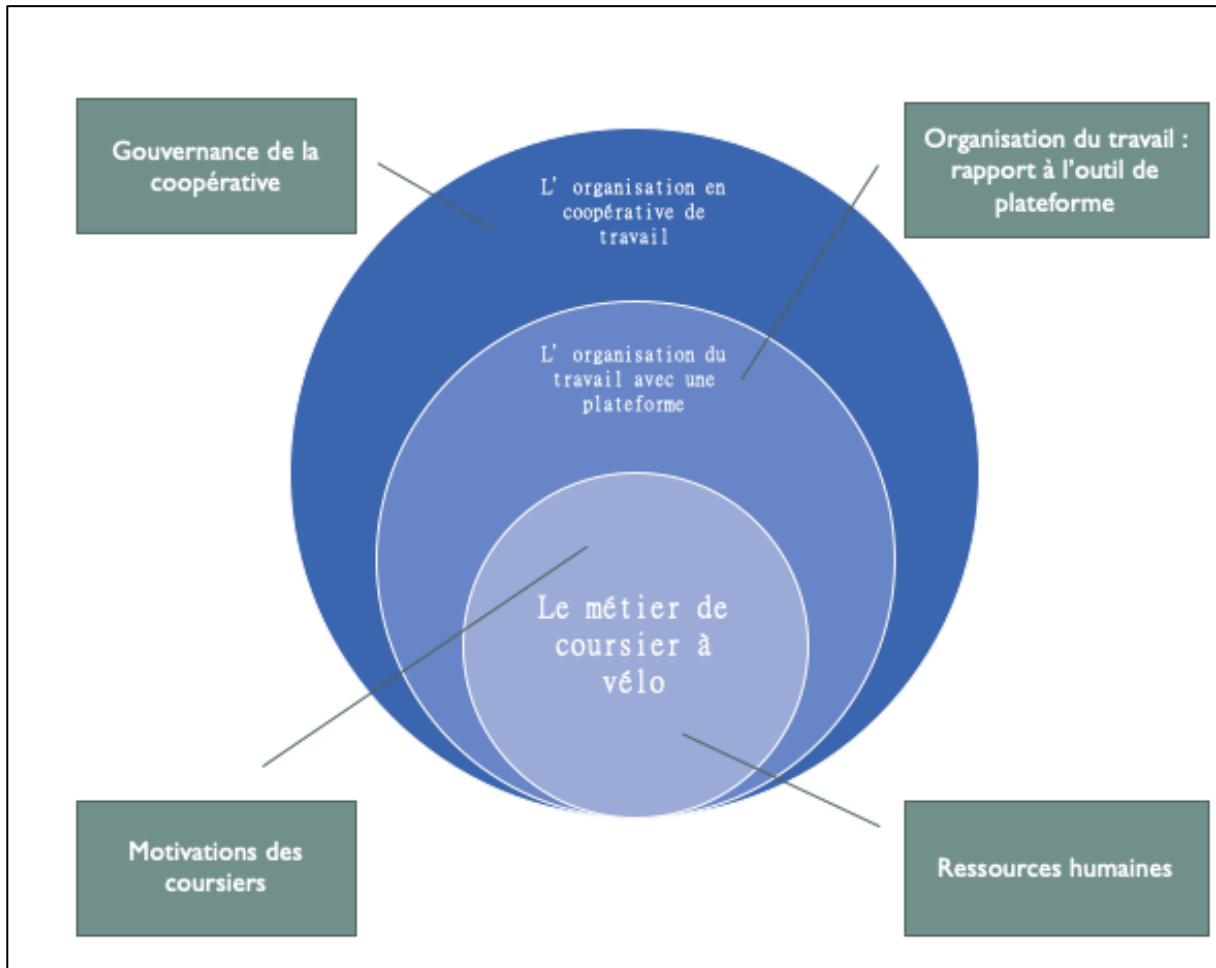 Gouvernance de la
coopérative
Organisation du travail :
rapport à l'outil de
plateforme
L' organisation en
coopérative de
travail
L' organisation du
travail avec une
plateforme
Le métier de
coursier à
vélo
Motivations des
coursiers
Ressources humaines